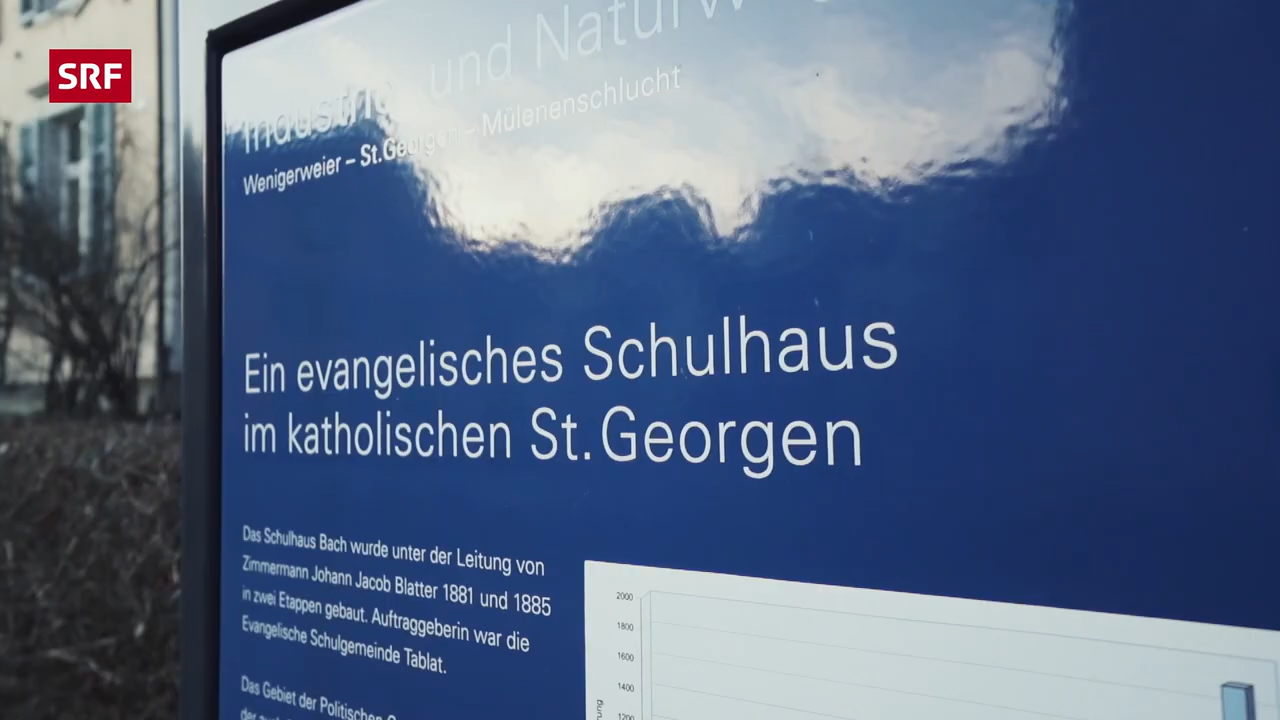 SRF
Industrie- und
Wenigerweier – St.Georgen – Mülenenschlucht
Ein evangelisches Schulhaus
im katholischen St.Georgen
Das Schulhaus Bach wurde unter der Leitung von
Zimmermann Johann Jacob Blatter 1881 und 1885
in zwei Etappen gebaut. Auftraggeberin war die
Evangelische Schulgemeinde Tablat.
Das Gebiet der Politischen
2000
1800
1600
1400
1200